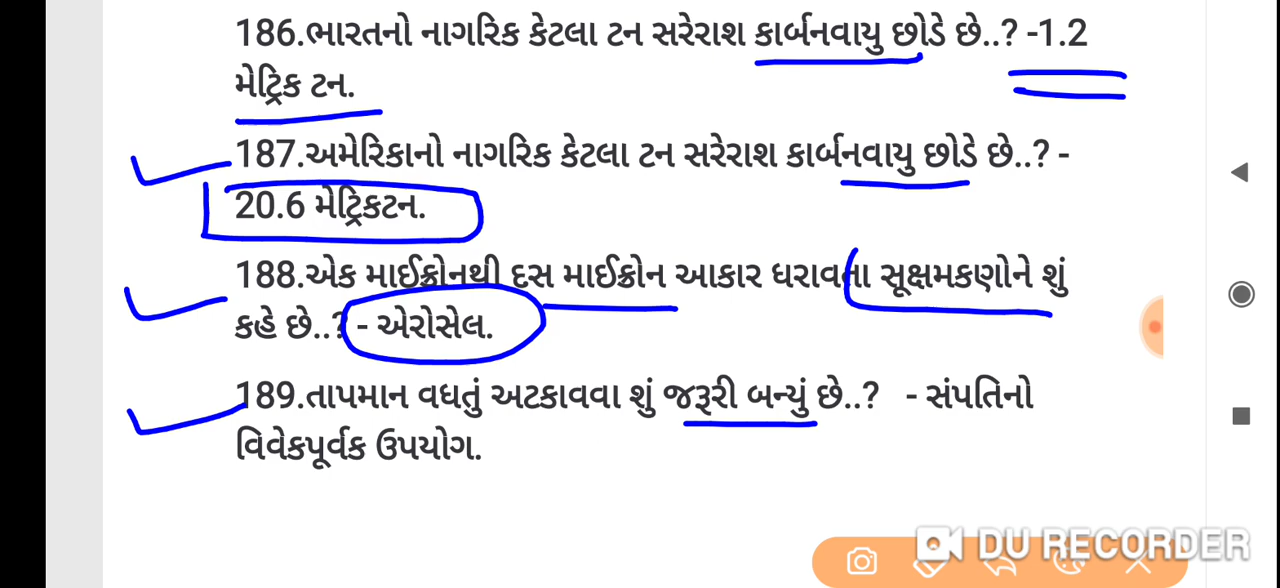 186.ભારતનો નાગરિક કેટલા ટન સરેરાશ કાર્બનવાયુ છોડે છે..? -1.2
મેટ્રિક ટન.
187.અમેરિકાનો નાગરિક કેટલા ટન સરેરાશ કાર્બનવાયુ છોડે છે..? -
20.6 મેટ્રિકટન.
188.એક માઈક્રોનથી દસ માઈક્રોન આકાર ધરાવતા સૂક્ષમકણોને શું
કહે છે..? - એરોસેલ.
189.તાપમાન વધતું અટકાવવા શું જરૂરી બન્યું છે..? - સંપતિનો
વિવેકપૂર્વક ઉપયોગ.
DU RECORDER